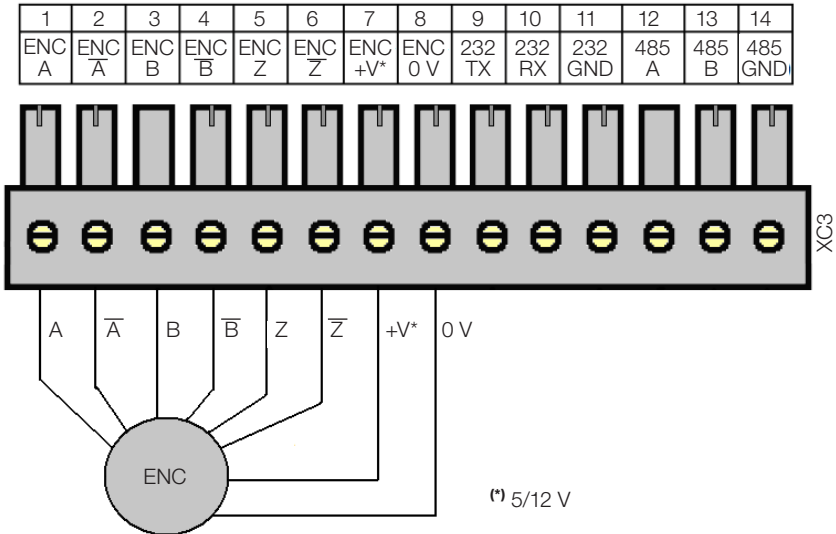 1 2 3 4 5 6 7 8 9 10 11 12 13 14
ENC ENC ENC ENC ENC ENC ENC ENC 232 232 232 485 485 485
A A̅ B B̅ Z Z̅ +V* 0 V TX RX GND A B GND
XC3
A A̅ B B̅ Z Z̅ +V* 0 V
ENC
(*) 5/12 V